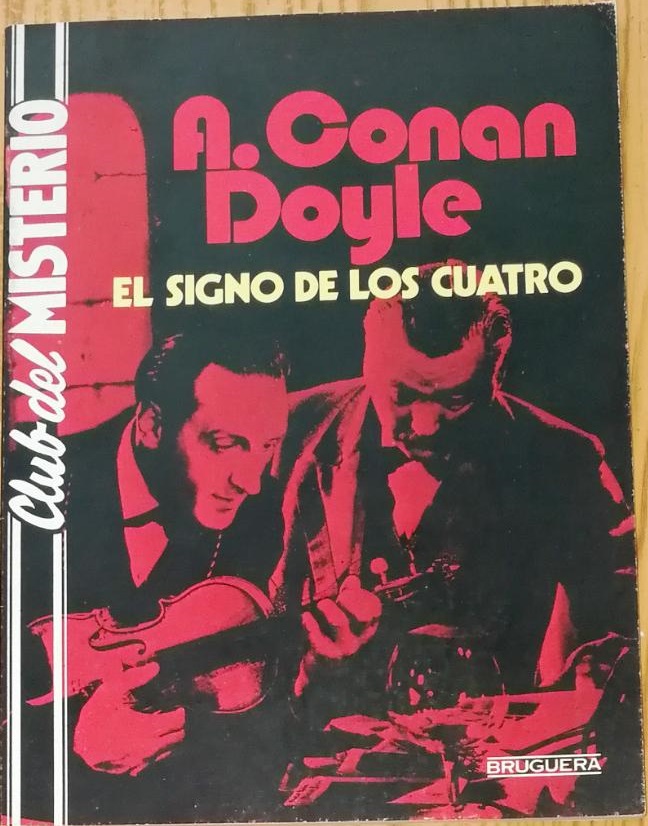 A. Conan
Doyle
EL SIGNO DE LOS CUATRO
Club del MISTERIO
BRUGUERA